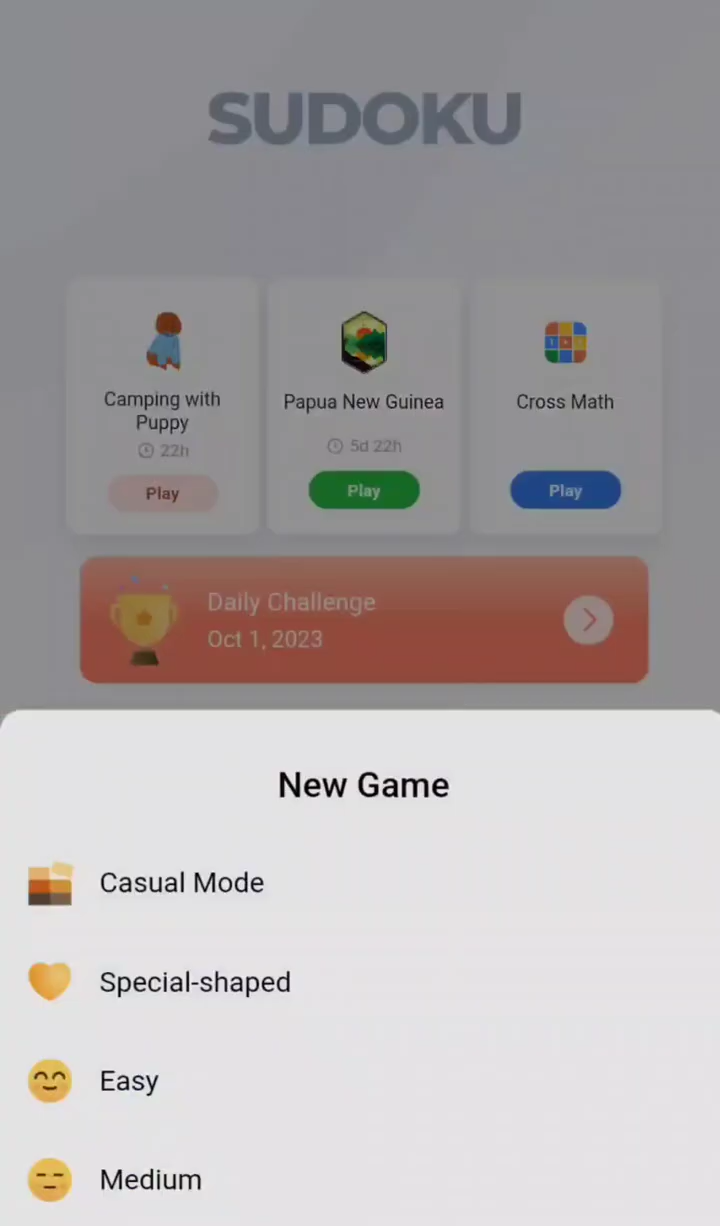 SUDOKU
Camping with
Puppy
22h
Play
Papua New Guinea
5d 22h
Play
Cross Math
Play
Daily Challenge
Oct 1, 2023
New Game
Casual Mode
Special-shaped
Easy
Medium